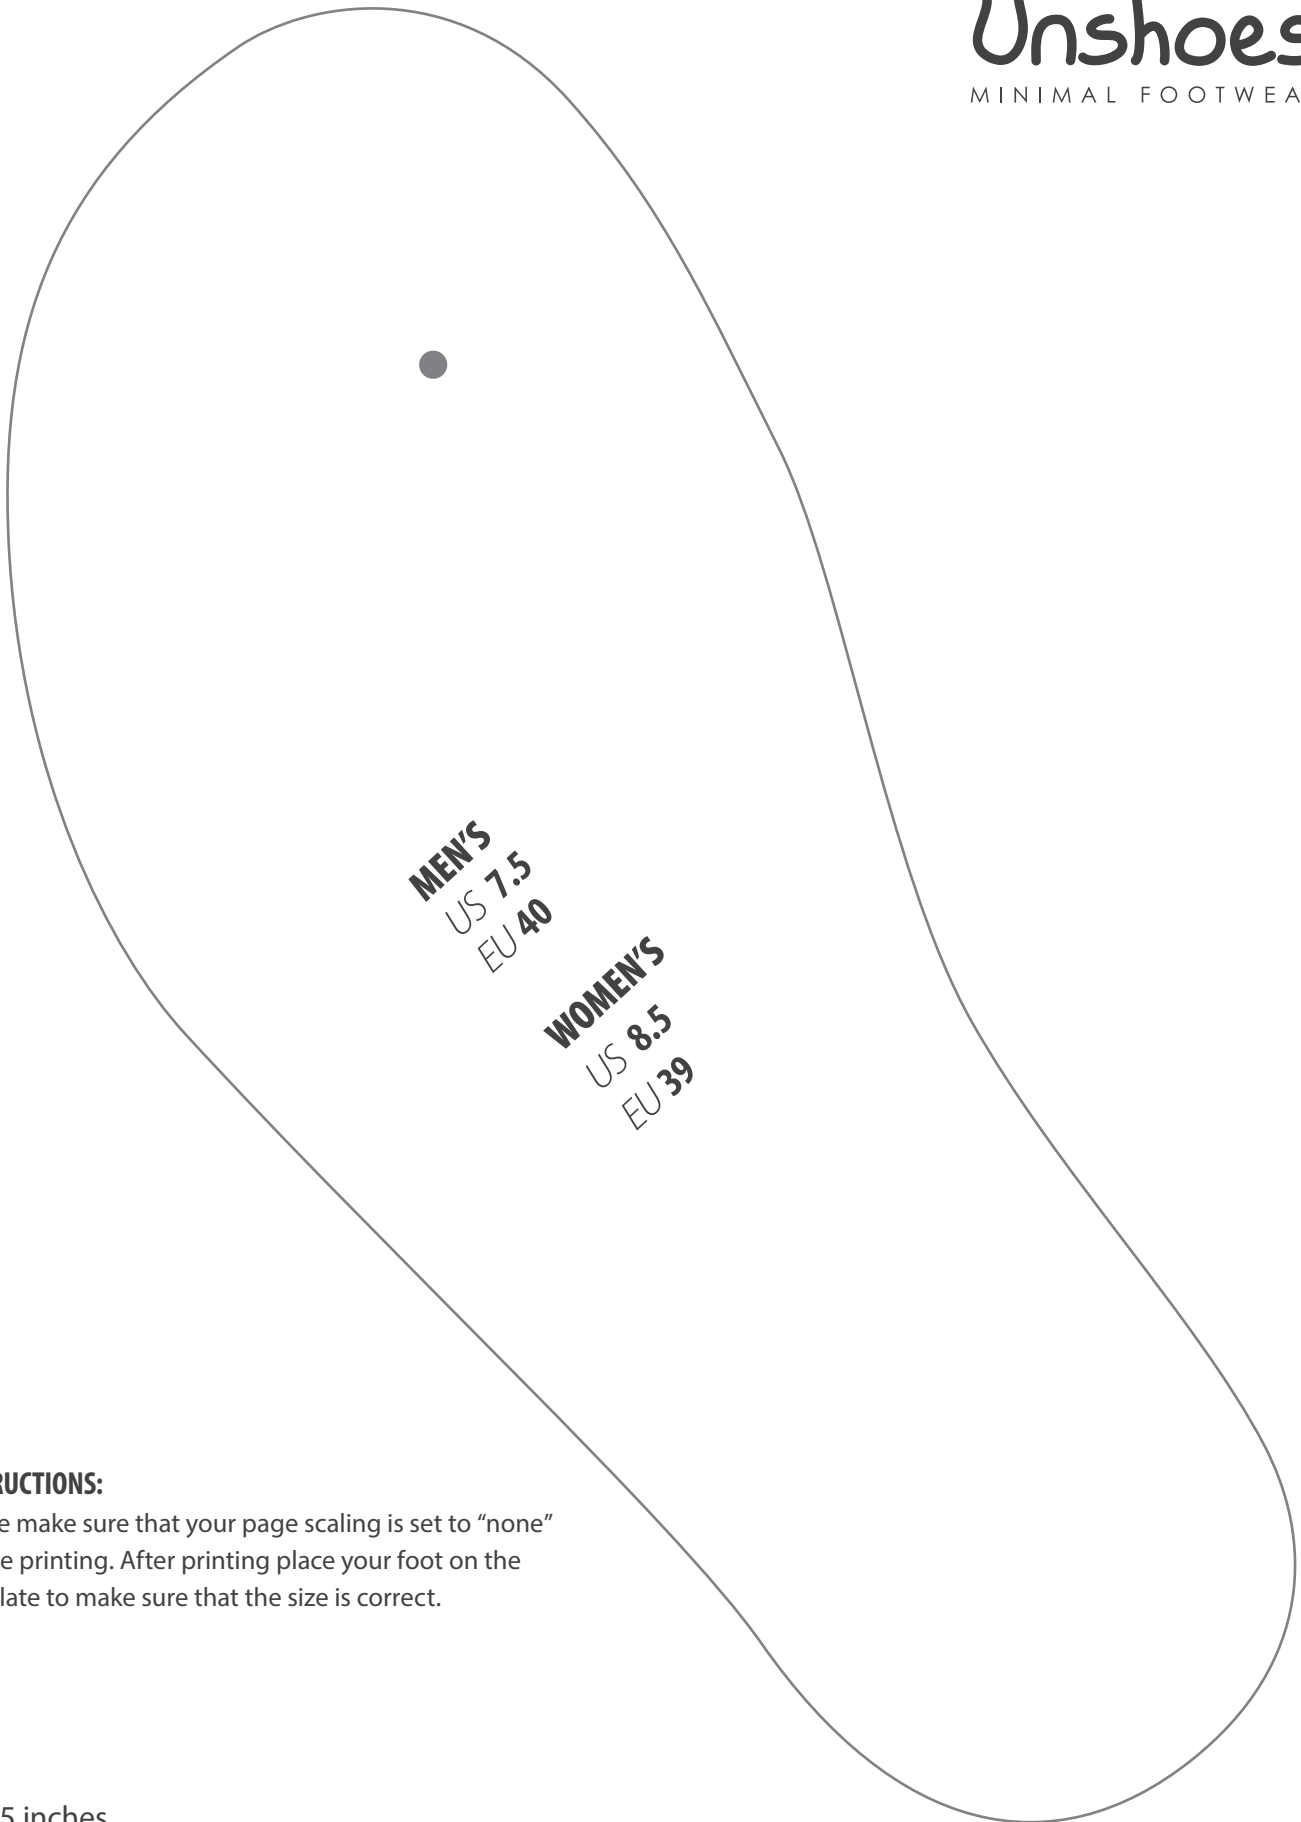 Unshoes
MINIMAL FOOTWEA
MEN'S
US 7.5
EU 40
WOMEN'S
US 8.5
EU 39
RUCTIONS:
e make sure that your page scaling is set to “none”
e printing. After printing place your foot on the
late to make sure that the size is correct.
5 inches